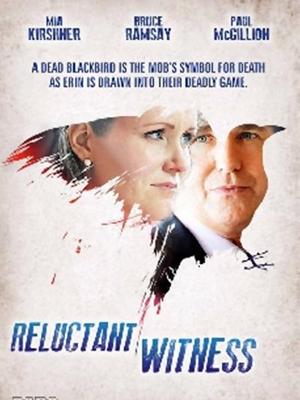 MIA KIRSHNER
BRUCE RAMSAY
PAUL McGILLION
A DEAD BLACKBIRD IS THE MOB'S SYMBOL FOR DEATH
AS ERIN IS DRAWN INTO THEIR DEADLY GAME.
RELUCTANT WITNESS